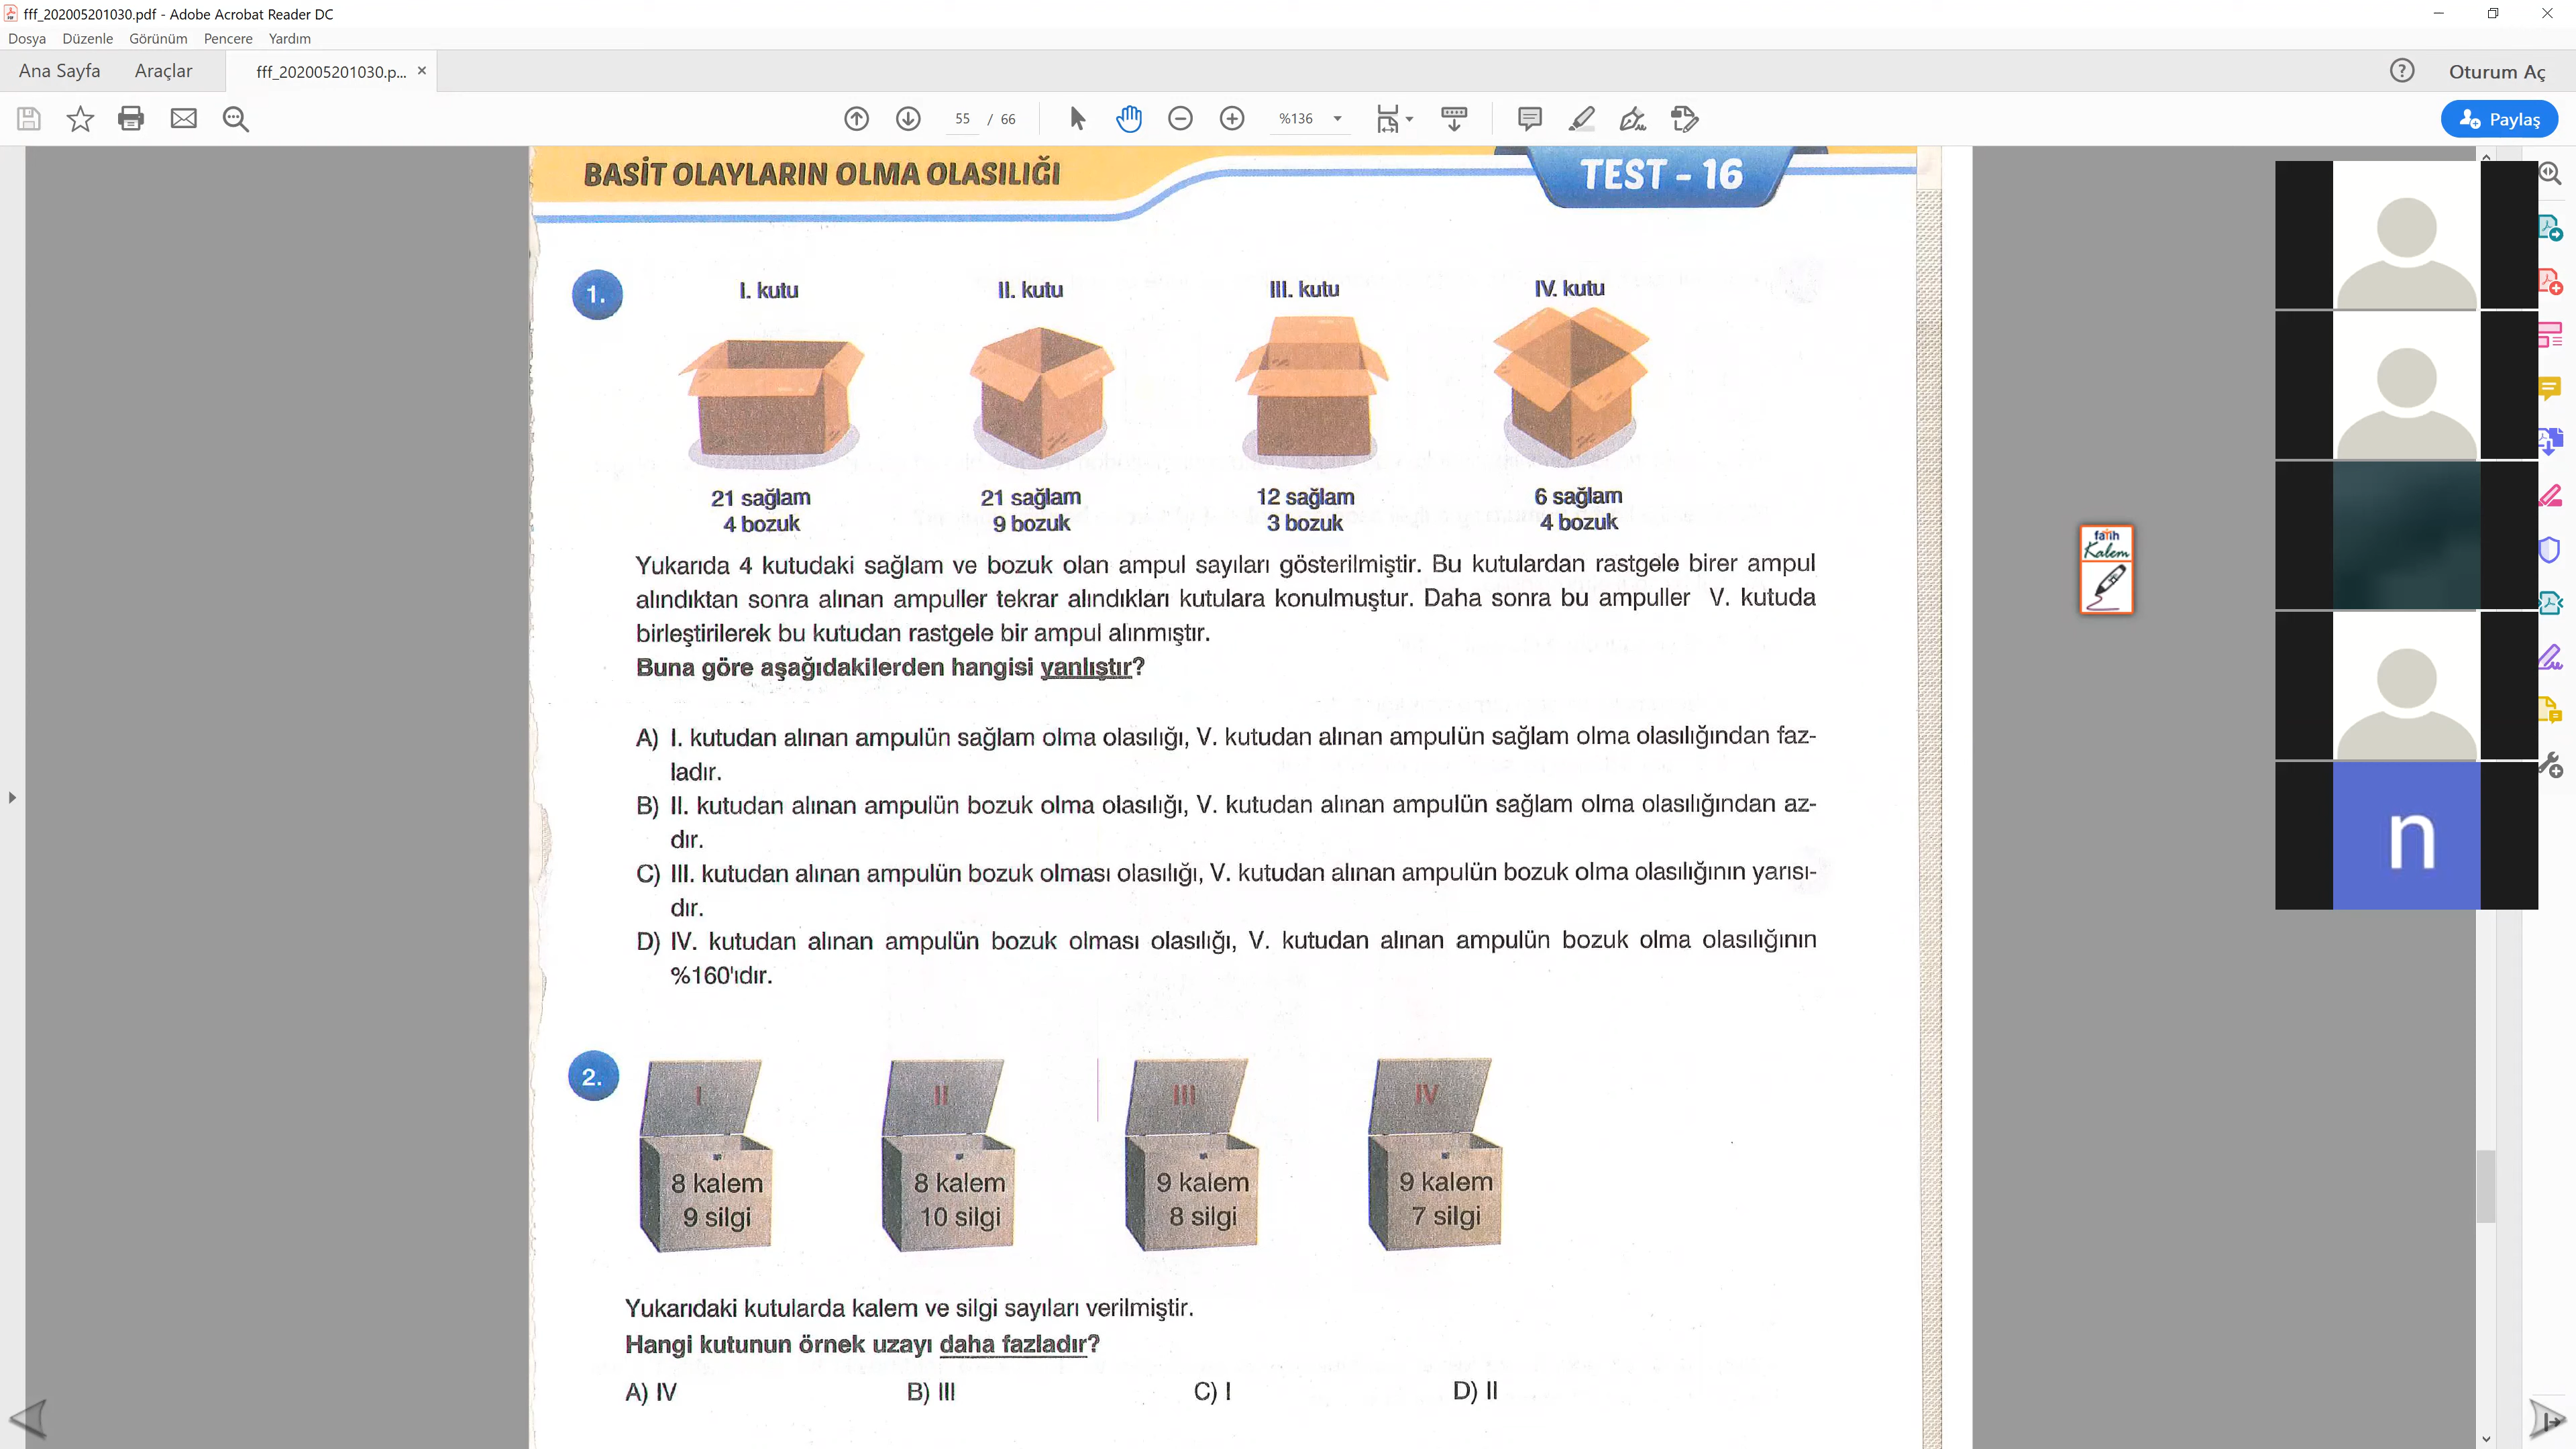 fff_202005201030.pdf - Adobe Acrobat Reader DC
Dosya Düzenle Görünüm Pencere Yardım
Ana Sayfa Araçlar fff_202005201030.p... × Oturum Aç
55 / 66 %136 Paylaş
BASİT OLAYLARIN OLMA OLASILIĞI
TEST - 16
1.
I. kutu II. kutu III. kutu IV. kutu
21 sağlam 21 sağlam 12 sağlam 6 sağlam
4 bozuk 9 bozuk 3 bozuk 4 bozuk
Yukarıda 4 kutudaki sağlam ve bozuk olan ampul sayıları gösterilmiştir. Bu kutulardan rastgele birer ampul
alındıktan sonra alınan ampuller tekrar alındıkları kutulara konulmuştur. Daha sonra bu ampuller V. kutuda
birleştirilerek bu kutudan rastgele bir ampul alınmıştır.
Buna göre aşağıdakilerden hangisi yanlıştır?
A) I. kutudan alınan ampulün sağlam olma olasılığı, V. kutudan alınan ampulün sağlam olma olasılığından faz-
ladır.
B) II. kutudan alınan ampulün bozuk olma olasılığı, V. kutudan alınan ampulün sağlam olma olasılığından az-
dır.
C) III. kutudan alınan ampulün bozuk olması olasılığı, V. kutudan alınan ampulün bozuk olma olasılığının yarısı-
dır.
D) IV. kutudan alınan ampulün bozuk olması olasılığı, V. kutudan alınan ampulün bozuk olma olasılığının
%160'ıdır.
fatih
Kalem
n
2.
I II III IV
8 kalem 8 kalem 9 kalem 9 kalem
9 silgi 10 silgi 8 silgi 7 silgi
Yukarıdaki kutularda kalem ve silgi sayıları verilmiştir.
Hangi kutunun örnek uzayı daha fazladır?
A) IV B) III C) I D) II